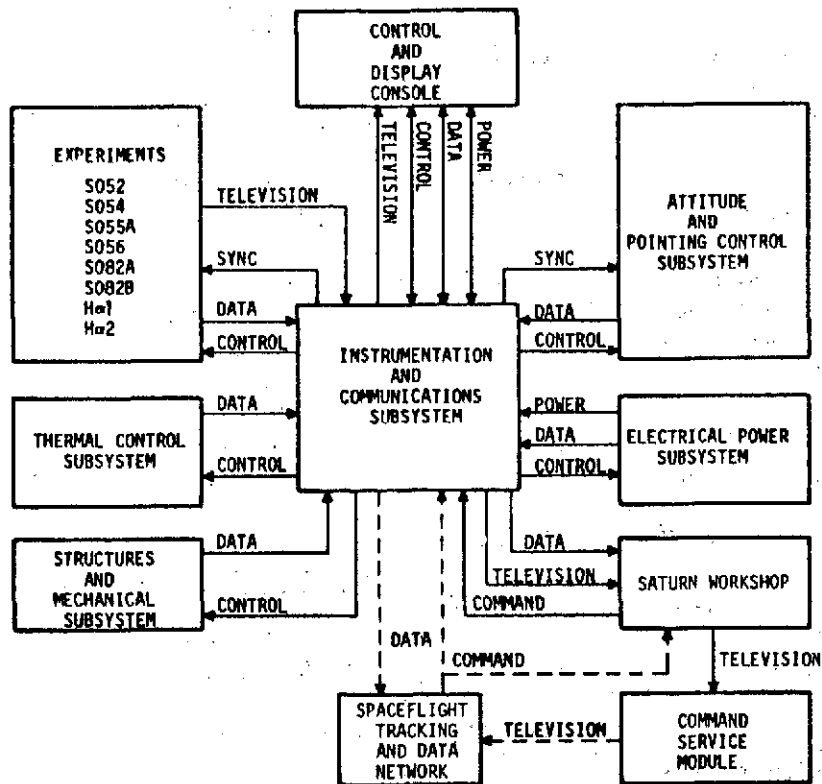 CONTROL
AND
DISPLAY
CONSOLE
TELEVISION
CONTROL
DATA
POWER
EXPERIMENTS
S052
S054
S055A
S056
S082A
S082B
Hα1
Hα2
TELEVISION
SYNC
DATA
CONTROL
ATTITUDE
AND
POINTING CONTROL
SUBSYSTEM
SYNC
DATA
CONTROL
INSTRUMENTATION
AND
COMMUNICATIONS
SUBSYSTEM
THERMAL CONTROL
SUBSYSTEM
DATA
CONTROL
POWER
DATA
CONTROL
ELECTRICAL POWER
SUBSYSTEM
STRUCTURES
AND
MECHANICAL
SUBSYSTEM
DATA
CONTROL
DATA
TELEVISION
COMMAND
SATURN WORKSHOP
DATA
COMMAND
TELEVISION
SPACEFLIGHT
TRACKING
AND DATA
NETWORK
TELEVISION
COMMAND
SERVICE
MODULE